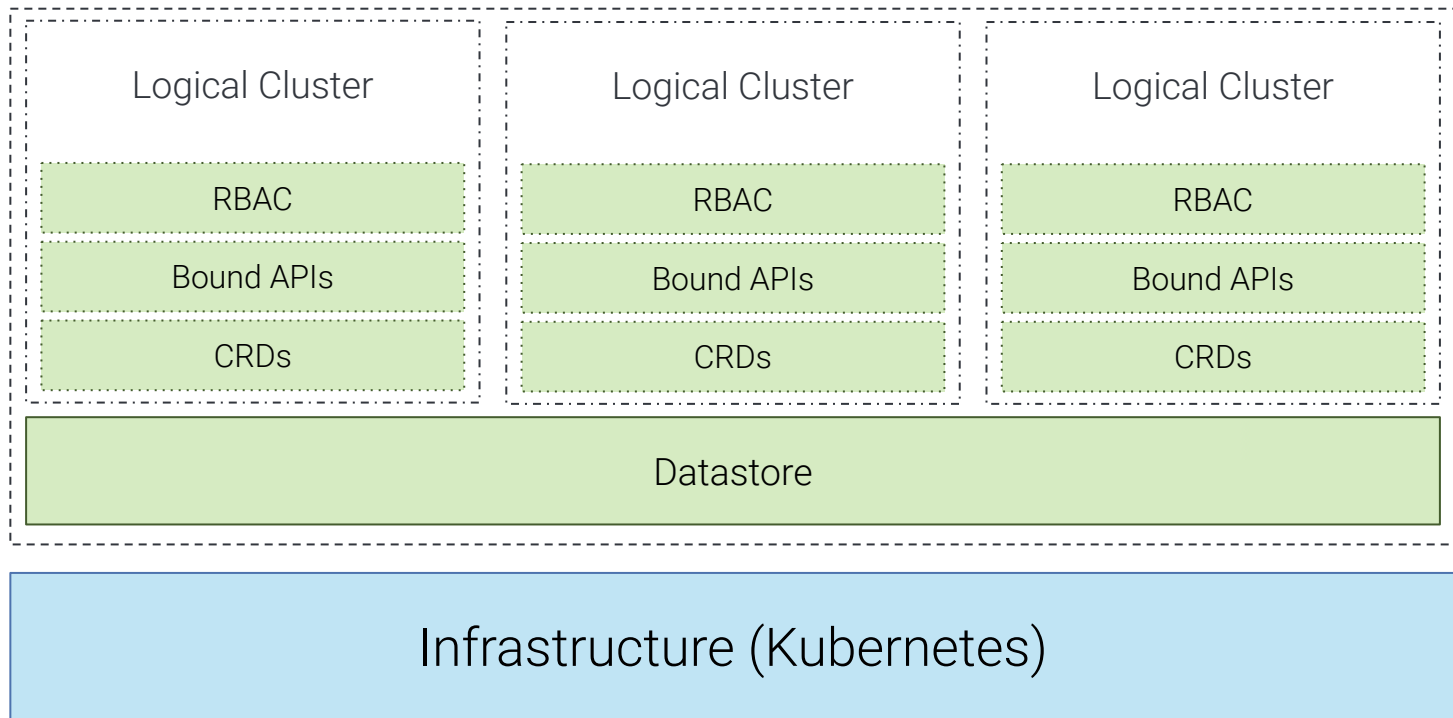 Logical Cluster
Logical Cluster
Logical Cluster
RBAC
RBAC
RBAC
Bound APIs
Bound APIs
Bound APIs
CRDs
CRDs
CRDs
Datastore
Infrastructure (Kubernetes)